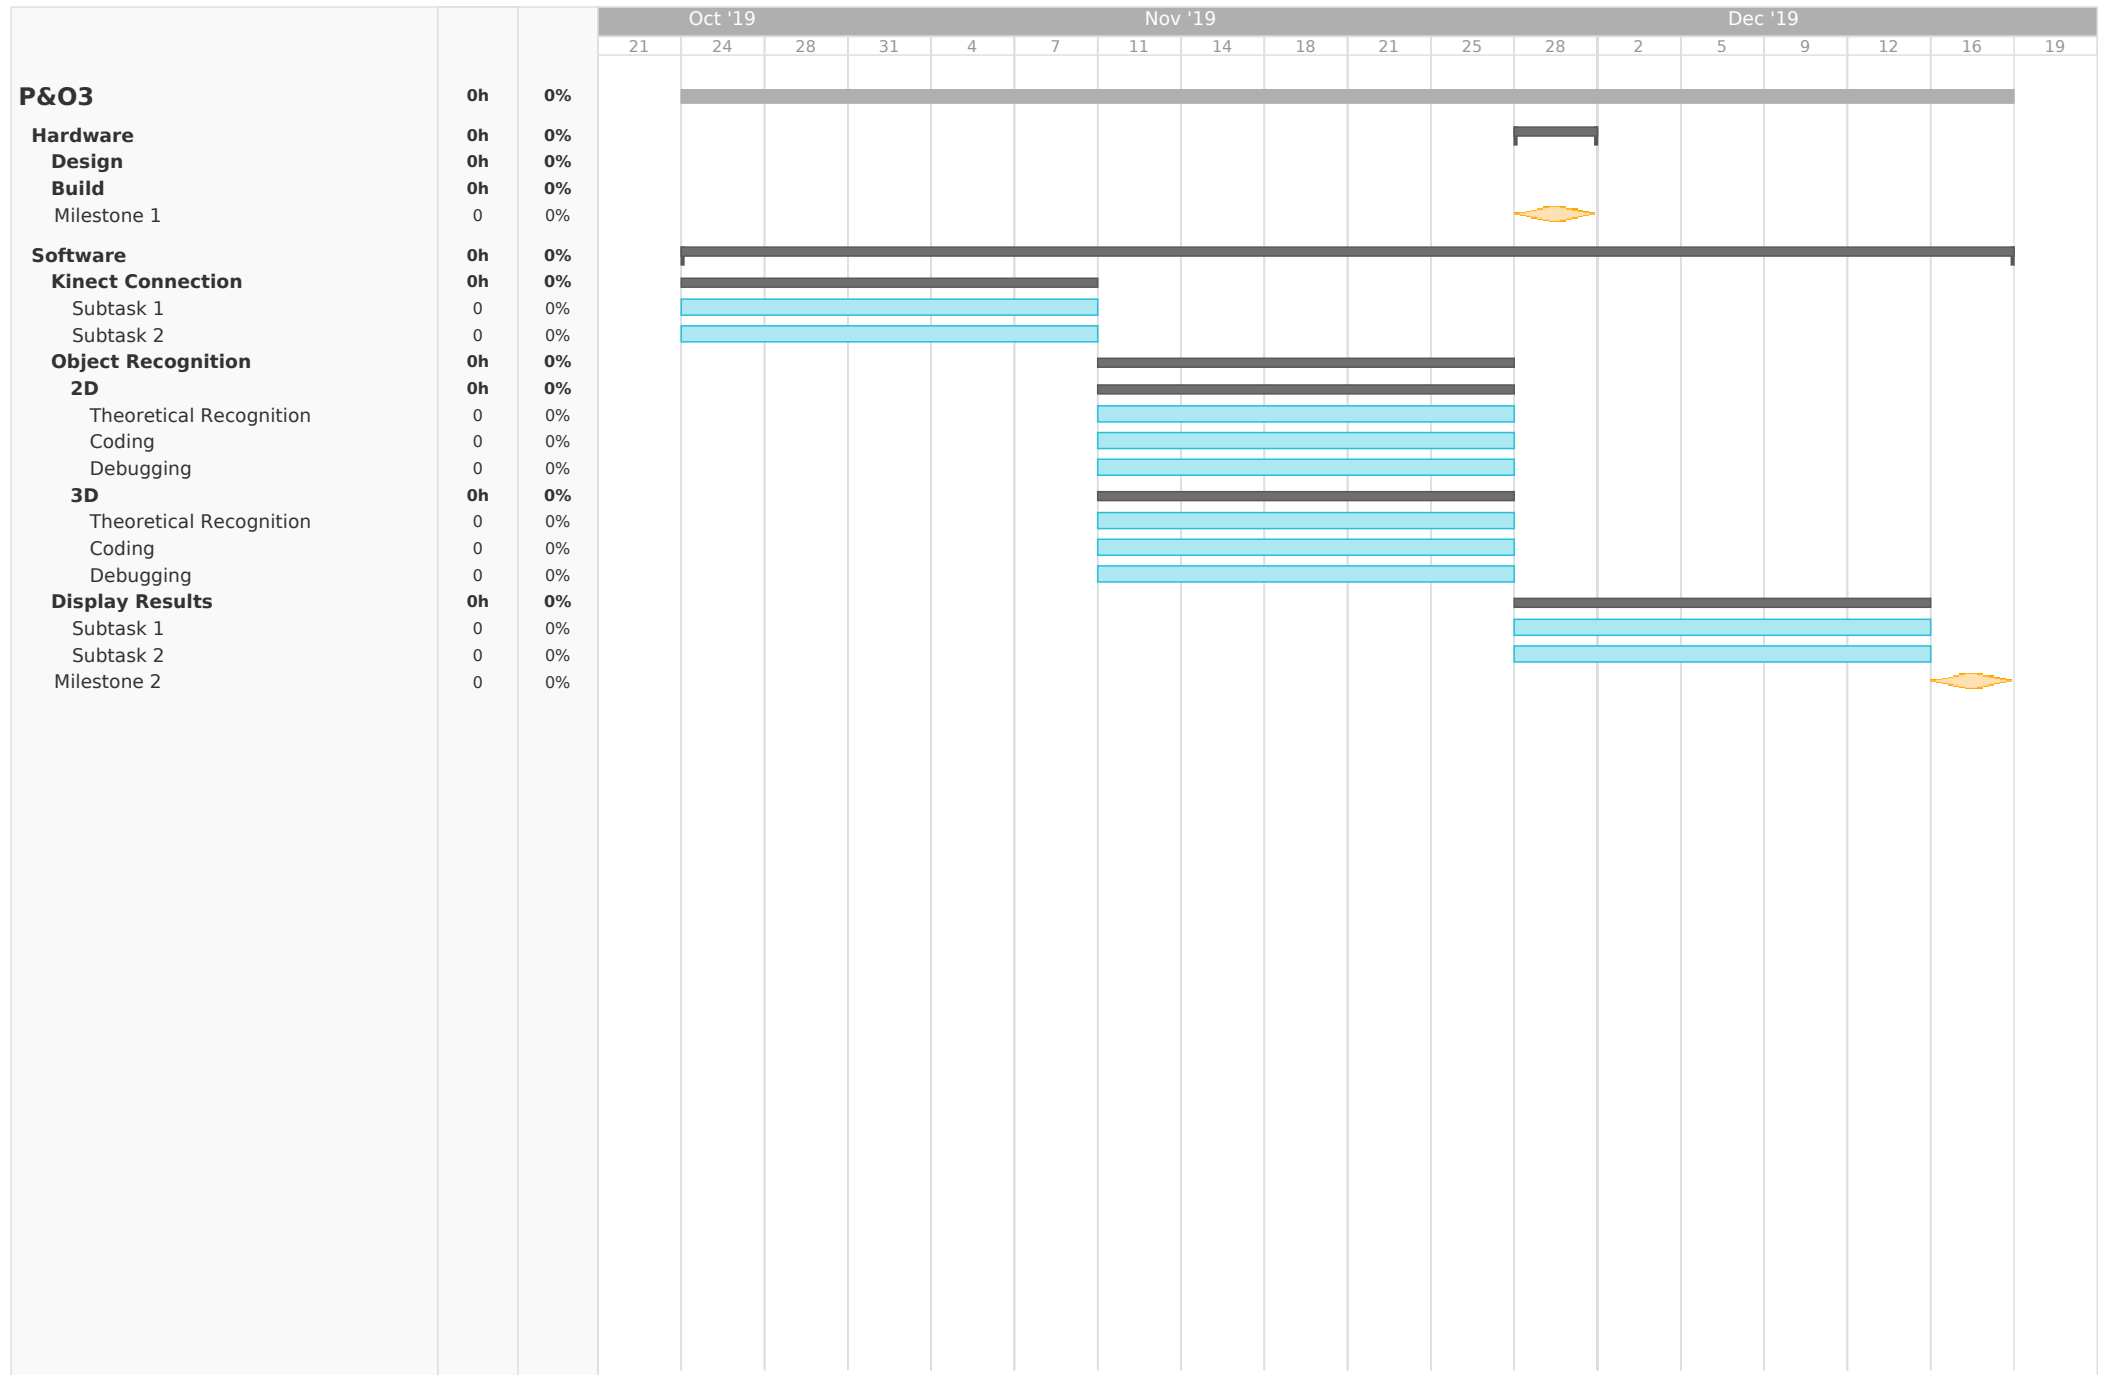 Oct '19 Nov '19 Dec '19
21 24 28 31 4 7 11 14 18 21 25 28 2 5 9 12 16 19
P&O3 0h 0%
Hardware 0h 0%
Design 0h 0%
Build 0h 0%
Milestone 1 0 0%
Software 0h 0%
Kinect Connection 0h 0%
Subtask 1 0 0%
Subtask 2 0 0%
Object Recognition 0h 0%
2D 0h 0%
Theoretical Recognition 0 0%
Coding 0 0%
Debugging 0 0%
3D 0h 0%
Theoretical Recognition 0 0%
Coding 0 0%
Debugging 0 0%
Display Results 0h 0%
Subtask 1 0 0%
Subtask 2 0 0%
Milestone 2 0 0%